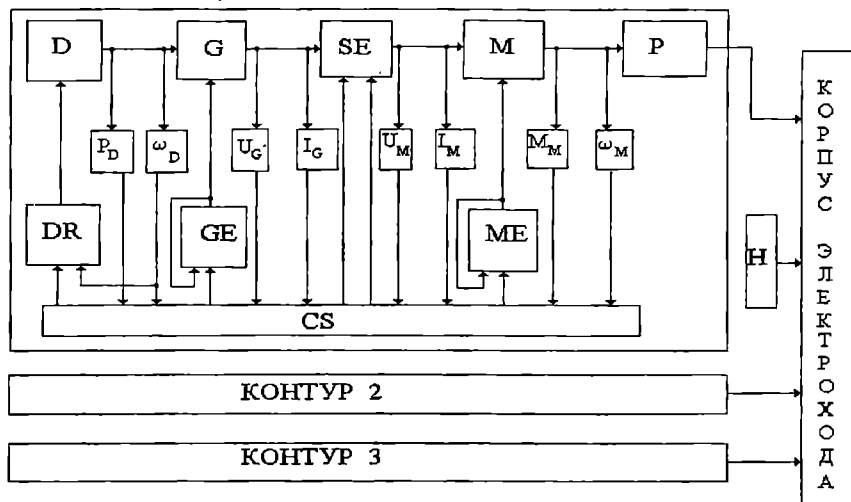 D G SE M P
P_D ω_D U_G I_G U_M I_M M_M ω_M
DR GE ME
CS
КОНТУР 2
КОНТУР 3
H
КОРПУС ЭЛЕКТРОХОДА